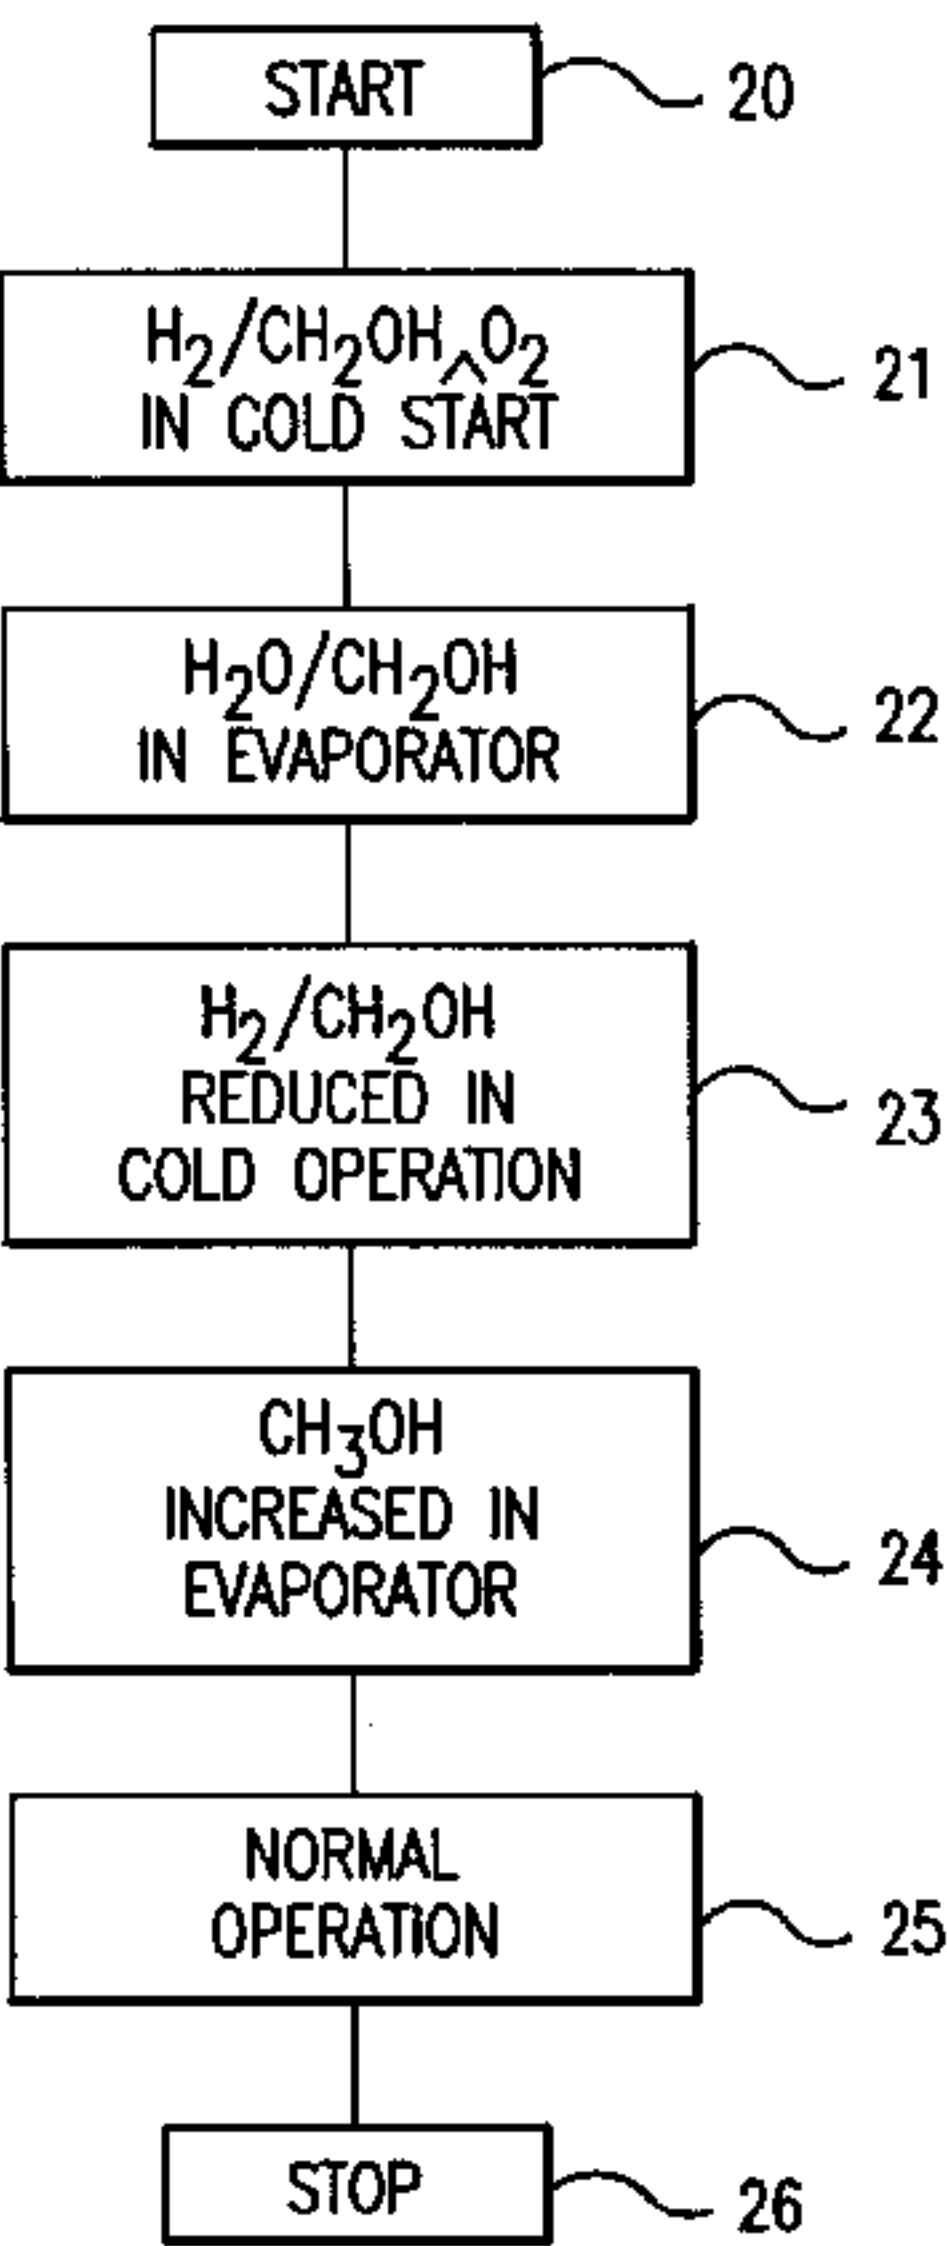 START
20
H₂/CH₂OH^O₂
IN COLD START
21
H₂O/CH₂OH
IN EVAPORATOR
22
H₂/CH₂OH
REDUCED IN
COLD OPERATION
23
CH₃OH
INCREASED IN
EVAPORATOR
24
NORMAL
OPERATION
25
STOP
26